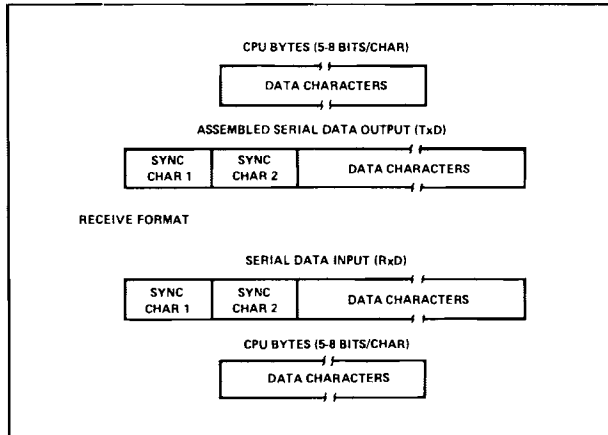 CPU BYTES (5-8 BITS/CHAR)
DATA CHARACTERS
ASSEMBLED SERIAL DATA OUTPUT (TxD)
SYNC CHAR 1
SYNC CHAR 2
DATA CHARACTERS
RECEIVE FORMAT
SERIAL DATA INPUT (RxD)
SYNC CHAR 1
SYNC CHAR 2
DATA CHARACTERS
CPU BYTES (5-8 BITS/CHAR)
DATA CHARACTERS